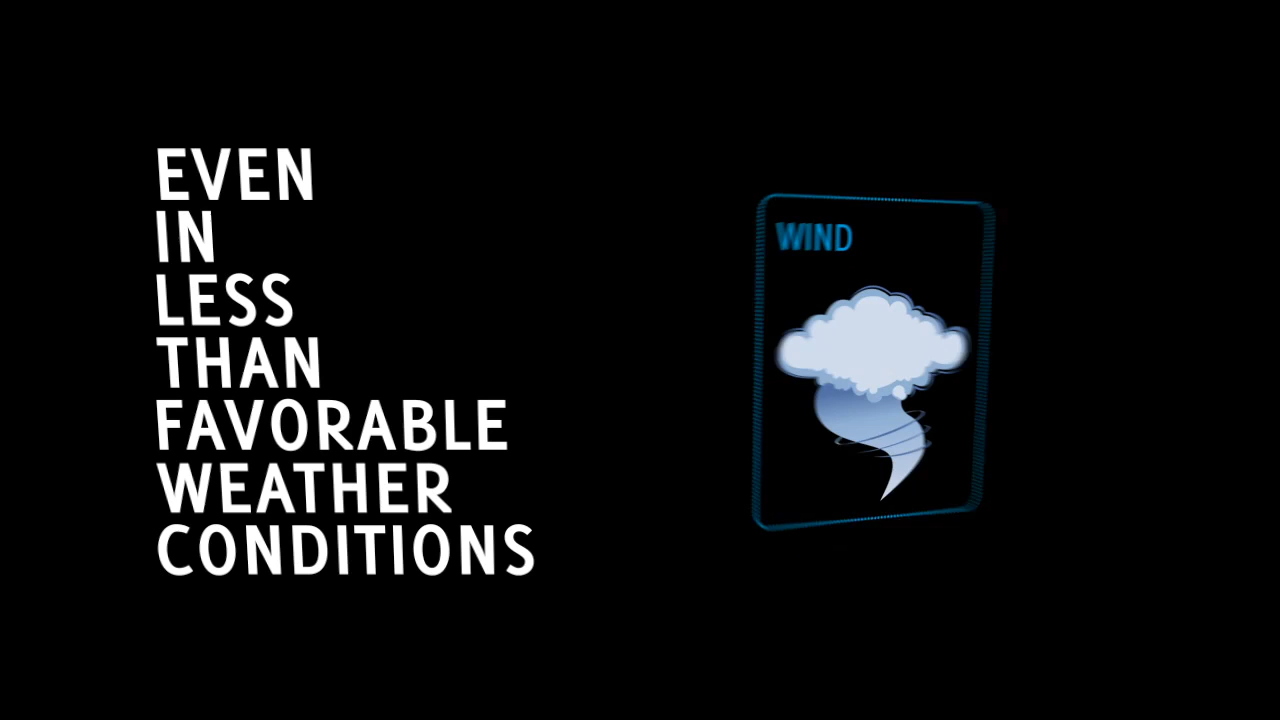 EVEN
IN
LESS
THAN
FAVORABLE
WEATHER
CONDITIONS
WIND